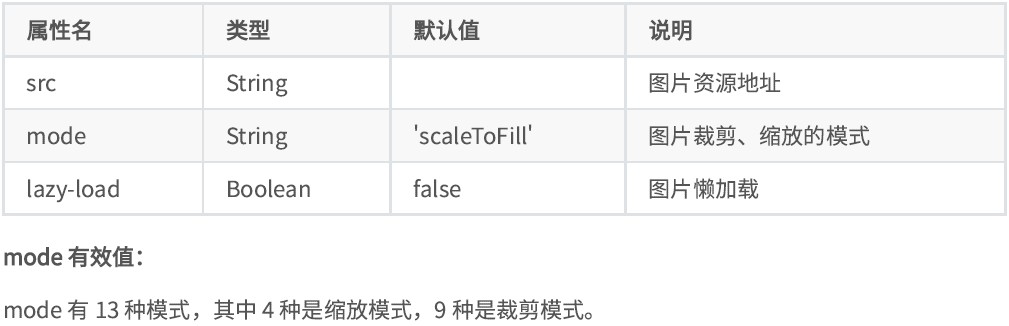 属性名 类型 默认值 说明
src String 图片资源地址
mode String 'scaleToFill' 图片裁剪、缩放的模式
lazy-load Boolean false 图片懒加载
mode 有效值：
mode 有 13 种模式，其中 4 种是缩放模式，9 种是裁剪模式。